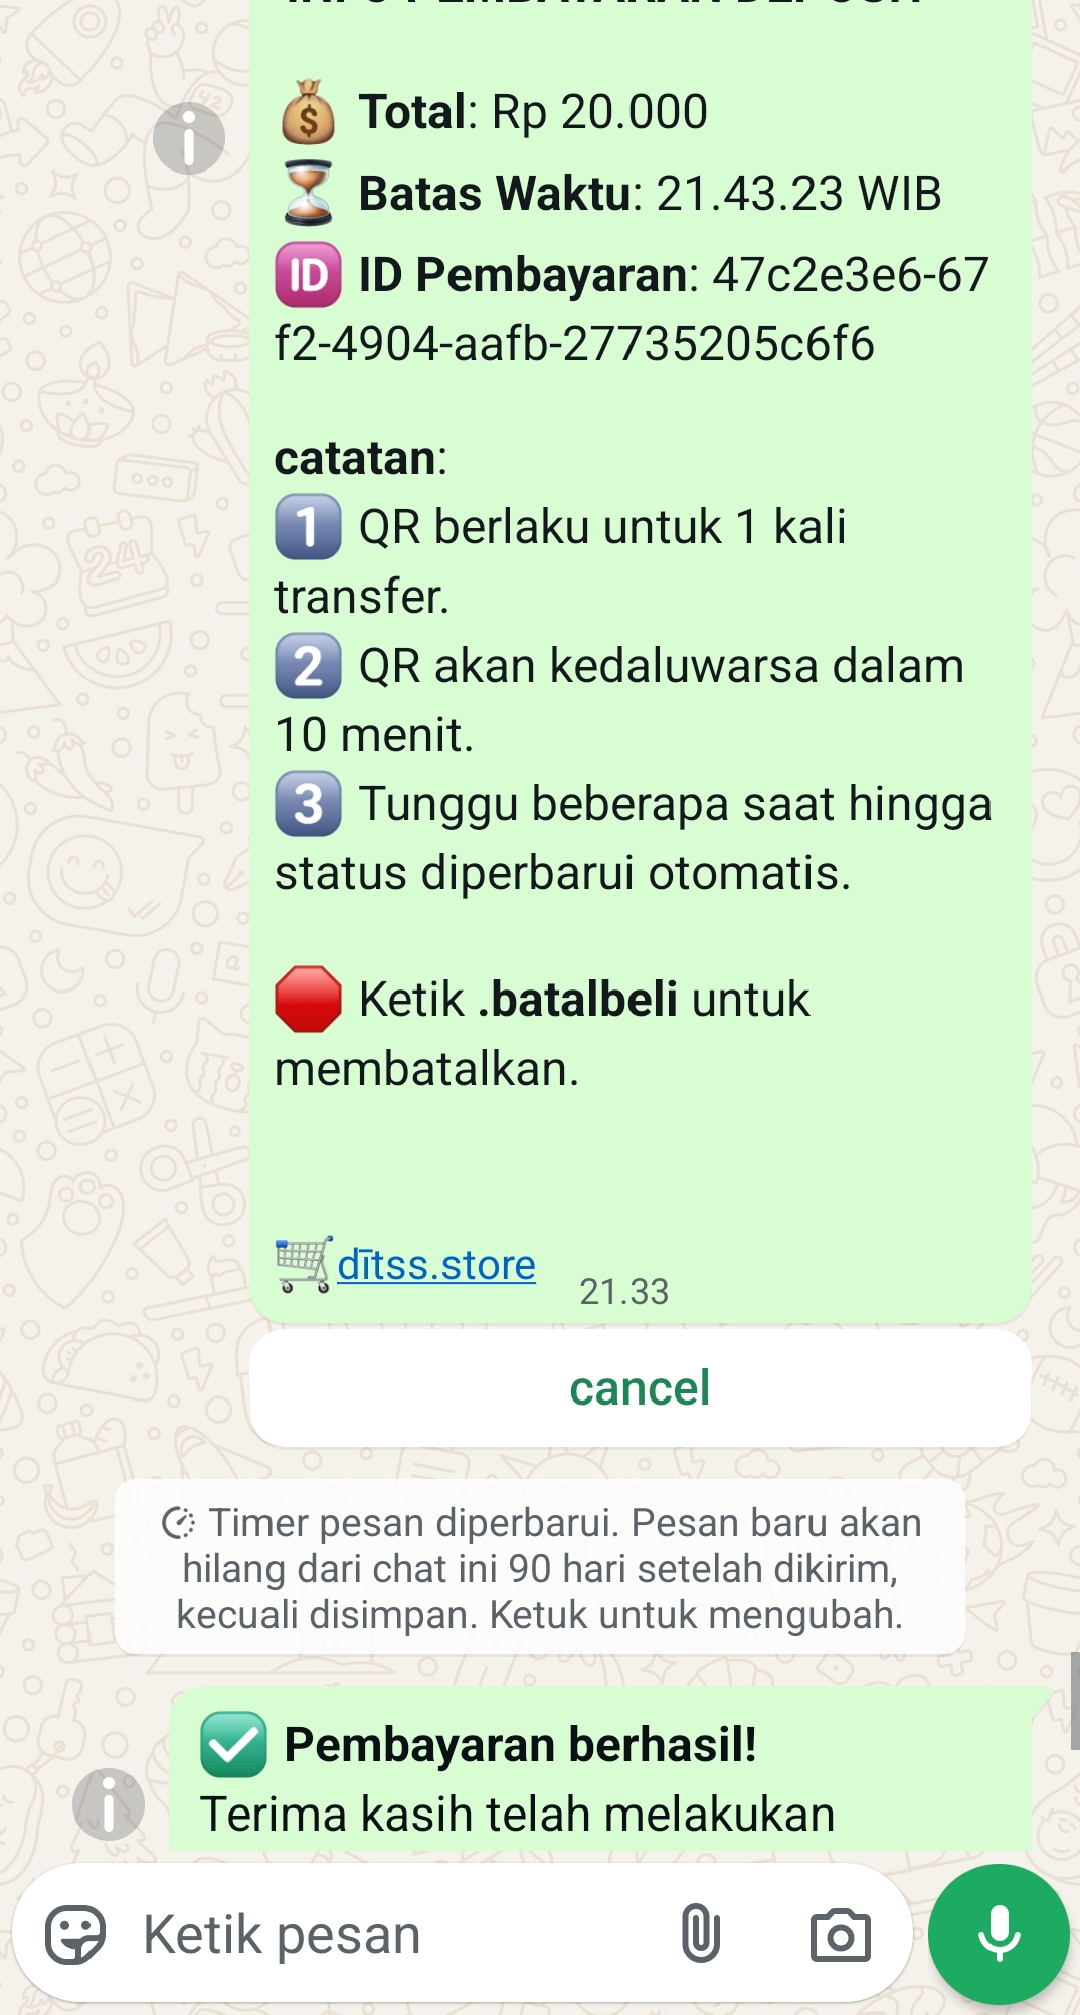 💰 Total: Rp 20.000
⏳ Batas Waktu: 21.43.23 WIB
🆔 ID Pembayaran: 47c2e3e6-67
f2-4904-aafb-27735205c6f6
catatan:
1️⃣ QR berlaku untuk 1 kali
transfer.
2️⃣ QR akan kedaluwarsa dalam
10 menit.
3️⃣ Tunggu beberapa saat hingga
status diperbarui otomatis.
🛑 Ketik .batalbeli untuk
membatalkan.
🛒dītss.store
21.33
cancel
Timer pesan diperbarui. Pesan baru akan
hilang dari chat ini 90 hari setelah dikirim,
kecuali disimpan. Ketuk untuk mengubah.
✅ Pembayaran berhasil!
Terima kasih telah melakukan
Ketik pesan